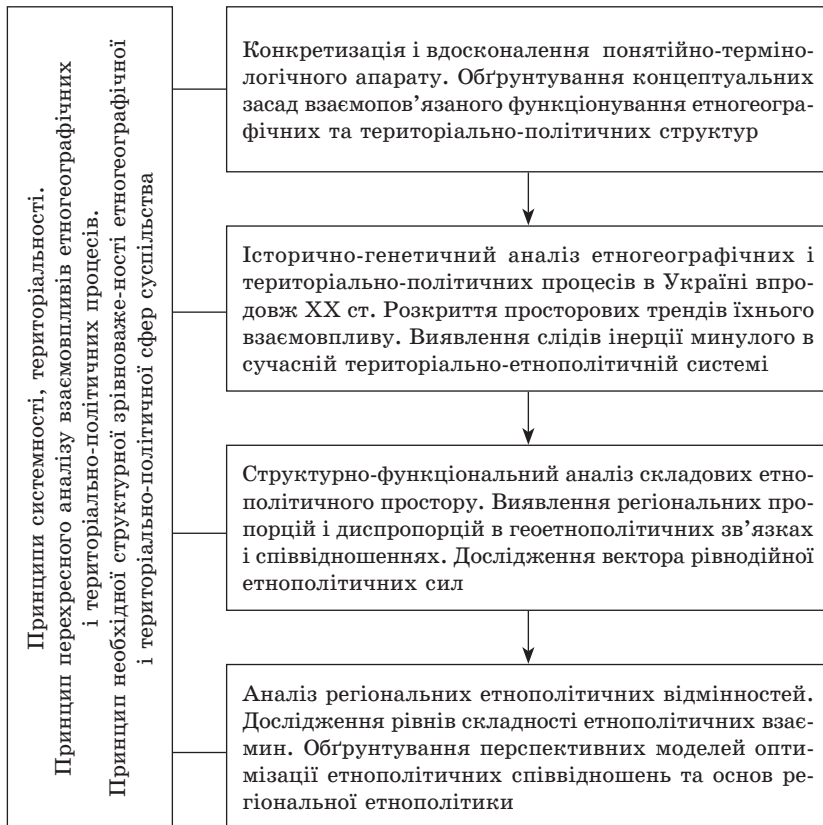 Принципи системності, територіальності.
Принцип перехресного аналізу взаємовпливів етногеографічних
і територіально-політичних процесів.
Принцип необхідної структурної зрівноваже-ності етногеографічної
і територіально-політичної сфер суспільства
Конкретизація і вдосконалення понятійно-терміно-
логічного апарату. Обґрунтування концептуальних
засад взаємопов’язаного функціонування етногеогра-
фічних та територіально-політичних структур
Історично-генетичний аналіз етногеографічних і
територіально-політичних процесів в Україні впро-
довж ХХ ст. Розкриття просторових трендів їхнього
взаємовпливу. Виявлення слідів інерції минулого в
сучасній територіально-етнополітичній системі
Структурно-функціональний аналіз складових етно-
політичного простору. Виявлення регіональних про-
порцій і диспропорцій в геоетнополітичних зв’язках
і співвідношеннях. Дослідження вектора рівнодійної
етнополітичних сил
Аналіз регіональних етнополітичних відмінностей.
Дослідження рівнів складності етнополітичних взає-
мин. Обґрунтування перспективних моделей опти-
мізації етнополітичних співвідношень та основ ре-
гіональної етнополітики